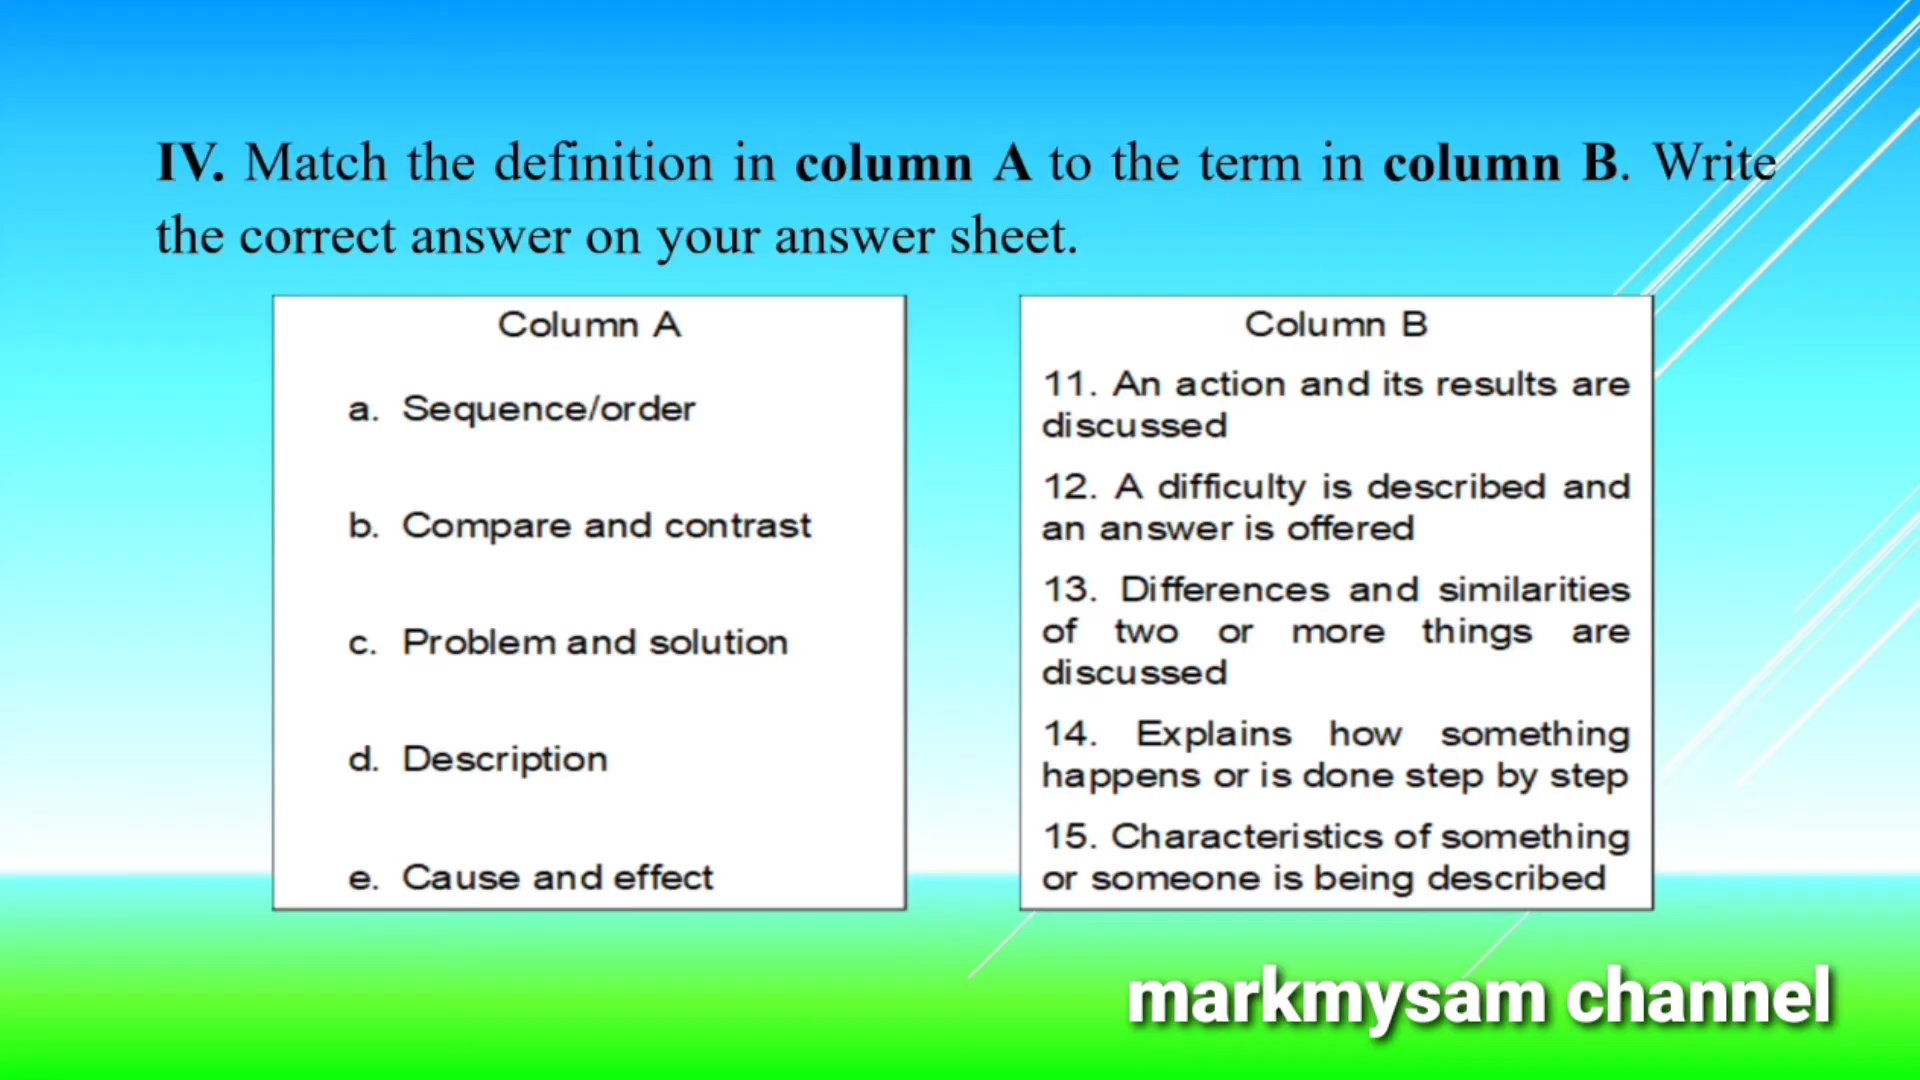 IV. Match the definition in column A to the term in column B. Write
the correct answer on your answer sheet.
Column A
a. Sequence/order
b. Compare and contrast
c. Problem and solution
d. Description
e. Cause and effect
Column B
11. An action and its results are
discussed
12. A difficulty is described and
an answer is offered
13. Differences and similarities
of two or more things are
discussed
14. Explains how something
happens or is done step by step
15. Characteristics of something
or someone is being described
markmysam channel